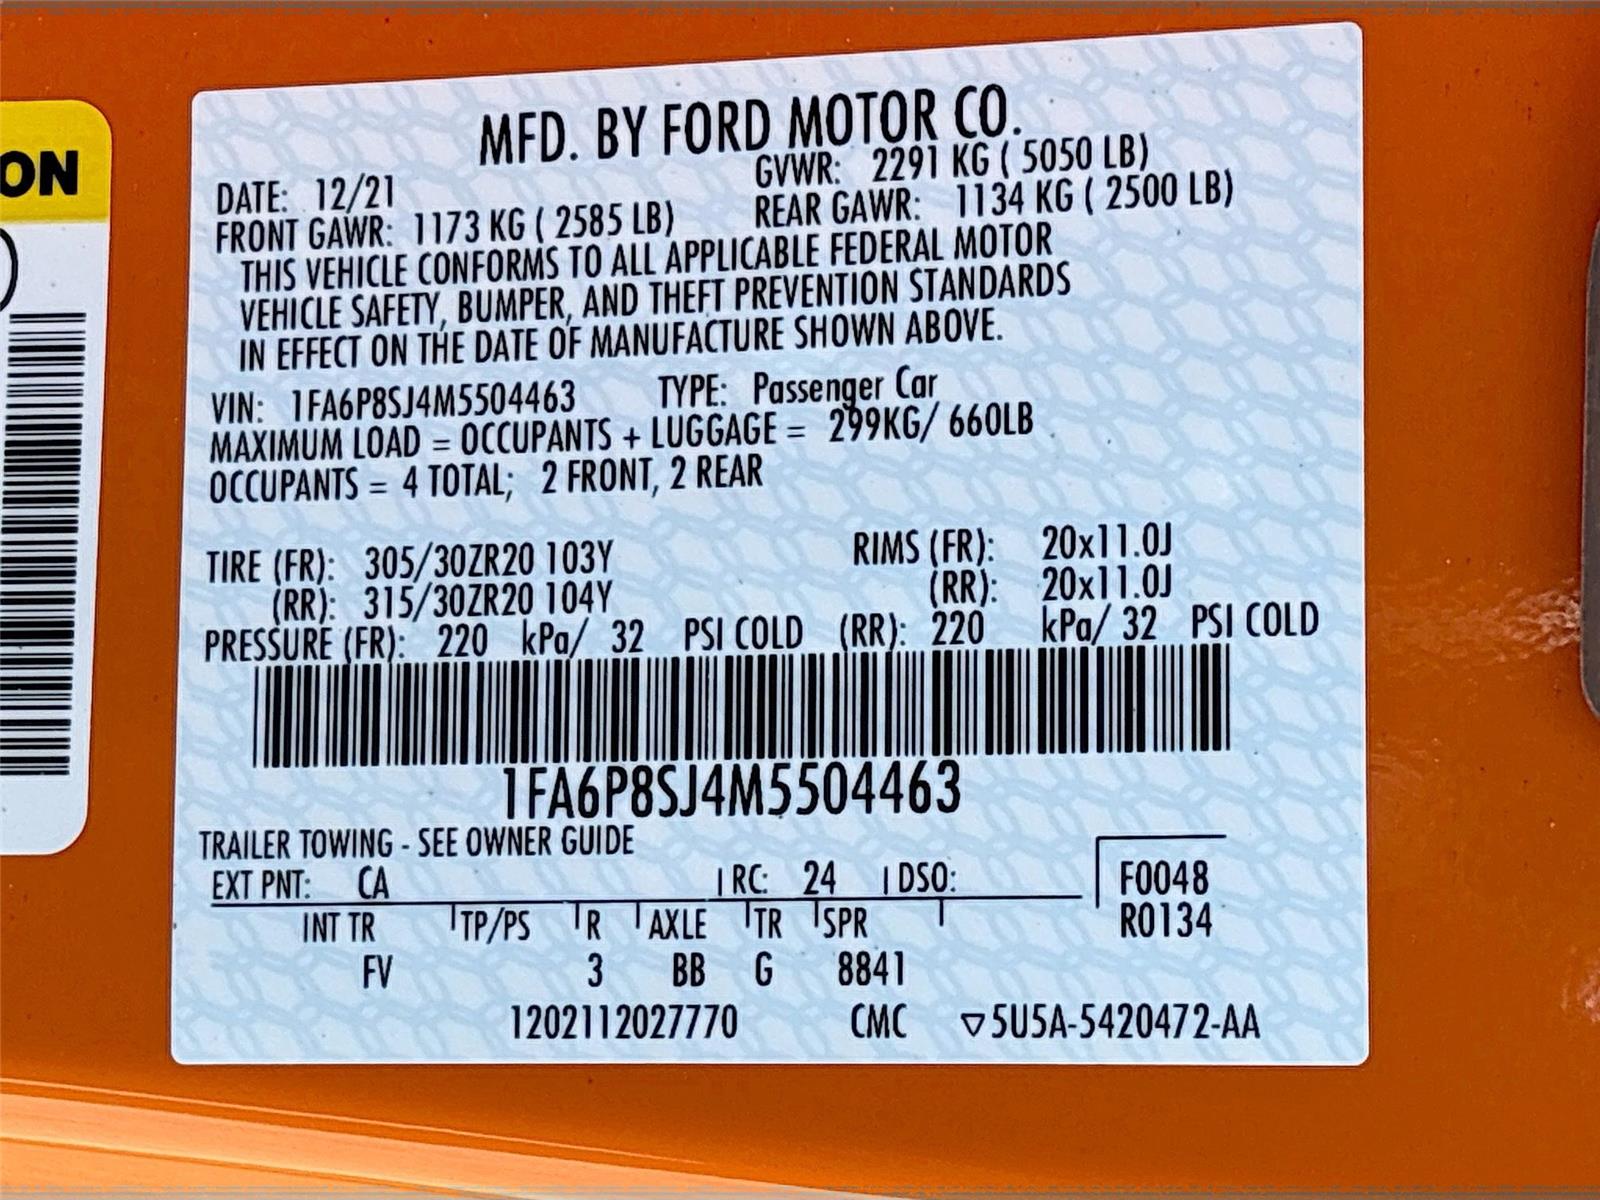 ON
MFD. BY FORD MOTOR CO.
DATE: 12/21 GVWR: 2291 KG ( 5050 LB)
FRONT GAWR: 1173 KG ( 2585 LB) REAR GAWR: 1134 KG ( 2500 LB)
THIS VEHICLE CONFORMS TO ALL APPLICABLE FEDERAL MOTOR
VEHICLE SAFETY, BUMPER, AND THEFT PREVENTION STANDARDS
IN EFFECT ON THE DATE OF MANUFACTURE SHOWN ABOVE.
VIN: 1FA6P8SJ4M5504463 TYPE: Passenger Car
MAXIMUM LOAD = OCCUPANTS + LUGGAGE = 299KG/ 660LB
OCCUPANTS = 4 TOTAL; 2 FRONT, 2 REAR
TIRE (FR): 305/30ZR20 103Y RIMS (FR): 20x11.0J
(RR): 315/30ZR20 104Y (RR): 20x11.0J
PRESSURE (FR): 220 kPa/ 32 PSI COLD (RR): 220 kPa/ 32 PSI COLD
1FA6P8SJ4M5504463
TRAILER TOWING - SEE OWNER GUIDE
EXT PNT: CA RC: 24 DSO: F0048
INT TR TP/PS R AXLE TR SPR R0134
FV 3 BB G 8841
1202112027770 CMC ▽5U5A-5420472-AA